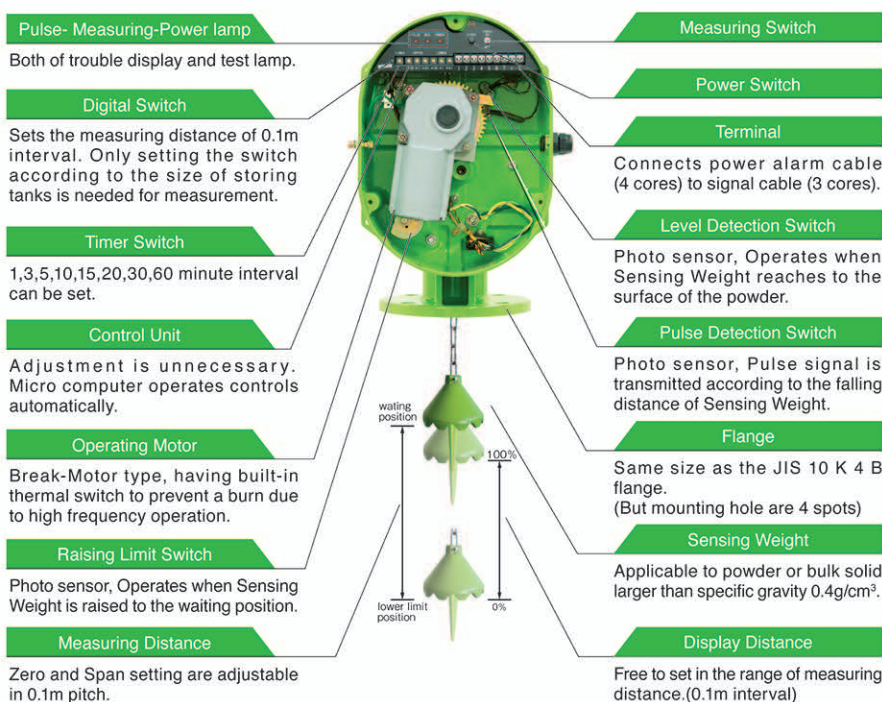 Pulse- Measuring-Power lamp
Both of trouble display and test lamp.
Digital Switch
Sets the measuring distance of 0.1m
interval. Only setting the switch
according to the size of storing
tanks is needed for measurement.
Timer Switch
1,3,5,10,15,20,30,60 minute interval
can be set.
Control Unit
Adjustment is unnecessary.
Micro computer operates controls
automatically.
Operating Motor
Break-Motor type, having built-in
thermal switch to prevent a burn due
to high frequency operation.
Raising Limit Switch
Photo sensor, Operates when Sensing
Weight is raised to the waiting position.
Measuring Distance
Zero and Span setting are adjustable
in 0.1m pitch.
wating
position
100%
lower limit
position
0%
Measuring Switch
Power Switch
Terminal
Connects power alarm cable
(4 cores) to signal cable (3 cores).
Level Detection Switch
Photo sensor, Operates when
Sensing Weight reaches to the
surface of the powder.
Pulse Detection Switch
Photo sensor, Pulse signal is
transmitted according to the falling
distance of Sensing Weight.
Flange
Same size as the JIS 10 K 4 B
flange.
(But mounting hole are 4 spots)
Sensing Weight
Applicable to powder or bulk solid
larger than specific gravity 0.4g/cm³.
Display Distance
Free to set in the range of measuring
distance.(0.1m interval)